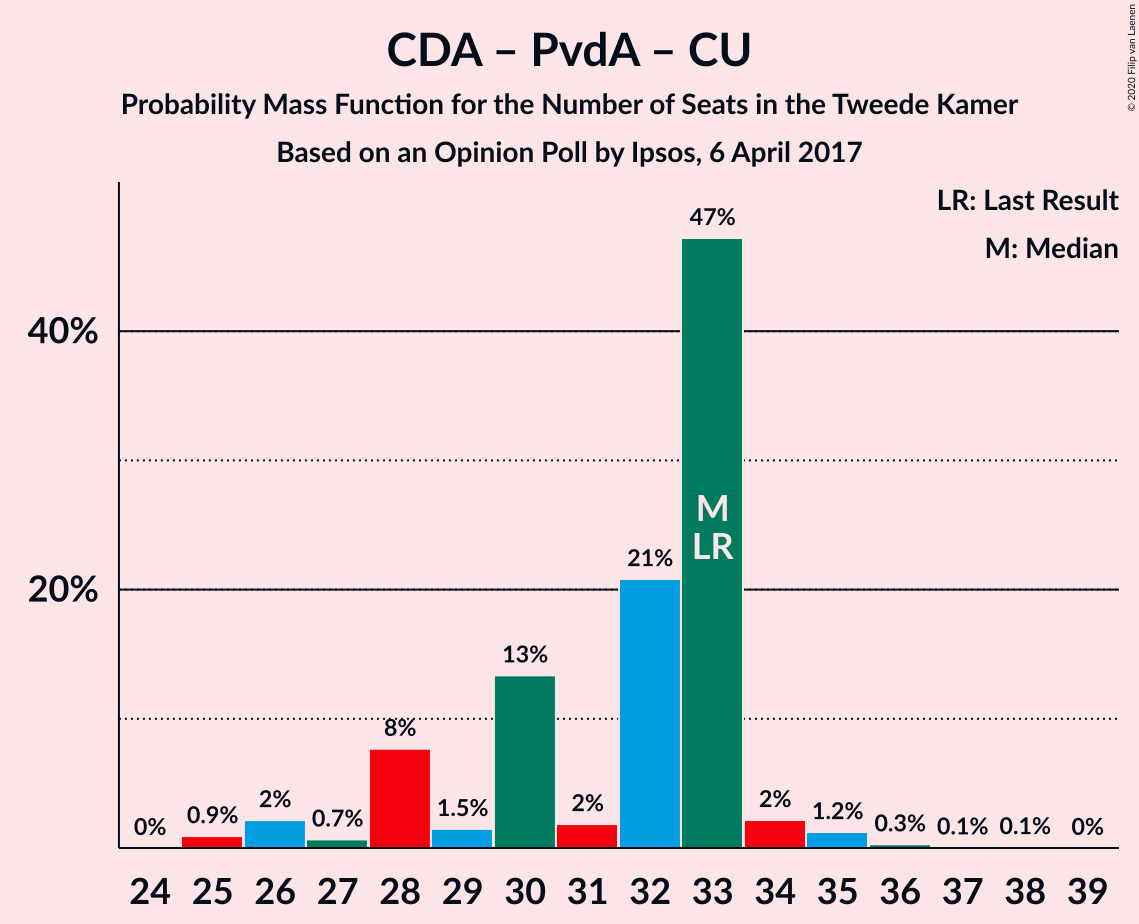 CDA – PvdA – CU
Probability Mass Function for the Number of Seats in the Tweede Kamer
Based on an Opinion Poll by Ipsos, 6 April 2017
© 2020 Filip van Laenen
LR: Last Result
M: Median
40%
20%
0%
0.9%
2%
0.7%
8%
1.5%
13%
2%
21%
47%
M
LR
2%
1.2%
0.3%
0.1%
0.1%
0%
24 25 26 27 28 29 30 31 32 33 34 35 36 37 38 39